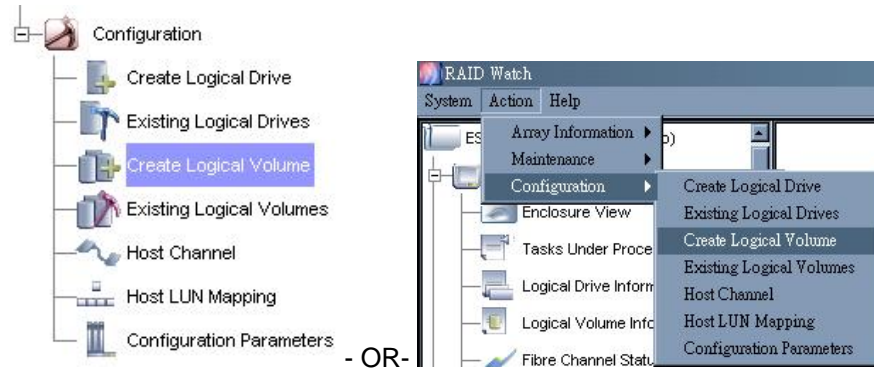 Configuration
Create Logical Drive
Existing Logical Drives
Create Logical Volume
Existing Logical Volumes
Host Channel
Host LUN Mapping
Configuration Parameters
- OR-
RAID Watch
System Action Help
ES
Array Information
o)
Maintenance
Configuration
Create Logical Drive
Enclosure View
Existing Logical Drives
Tasks Under Proce
Create Logical Volume
Existing Logical Volumes
Logical Drive Inform
Host Channel
Logical Volume Info
Host LUN Mapping
Configuration Parameters
Fibre Channel Statu